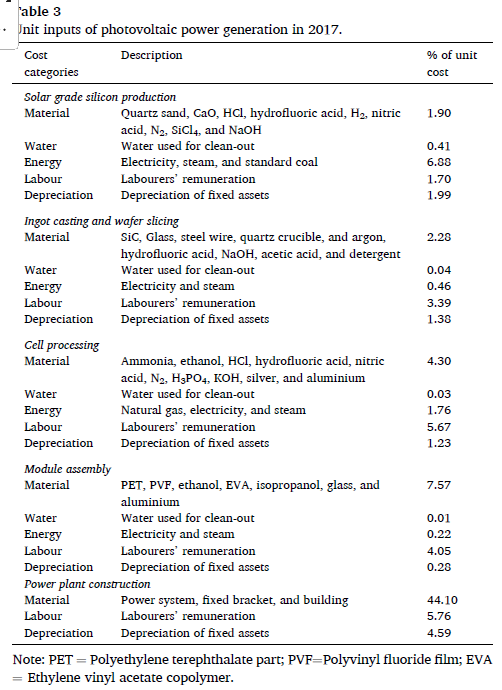 Table 3
Unit inputs of photovoltaic power generation in 2017.
Cost Description % of unit
categories cost
Solar grade silicon production
Material Quartz sand, CaO, HCl, hydrofluoric acid, H₂, nitric 1.90
acid, N₂, SiCl₄, and NaOH
Water Water used for clean-out 0.41
Energy Electricity, steam, and standard coal 6.88
Labour Labourers' remuneration 1.70
Depreciation Depreciation of fixed assets 1.99
Ingot casting and wafer slicing
Material SiC, Glass, steel wire, quartz crucible, and argon, 2.28
hydrofluoric acid, NaOH, acetic acid, and detergent
Water Water used for clean-out 0.04
Energy Electricity and steam 0.46
Labour Labourers' remuneration 3.39
Depreciation Depreciation of fixed assets 1.38
Cell processing
Material Ammonia, ethanol, HCl, hydrofluoric acid, nitric 4.30
acid, N₂, H₃PO₄, KOH, silver, and aluminium
Water Water used for clean-out 0.03
Energy Natural gas, electricity, and steam 1.76
Labour Labourers' remuneration 5.67
Depreciation Depreciation of fixed assets 1.23
Module assembly
Material PET, PVF, ethanol, EVA, isopropanol, glass, and 7.57
aluminium
Water Water used for clean-out 0.01
Energy Electricity and steam 0.22
Labour Labourers' remuneration 4.05
Depreciation Depreciation of fixed assets 0.28
Power plant construction
Material Power system, fixed bracket, and building 44.10
Labour Labourers' remuneration 5.76
Depreciation Depreciation of fixed assets 4.59
Note: PET = Polyethylene terephthalate part; PVF=Polyvinyl fluoride film; EVA
= Ethylene vinyl acetate copolymer.